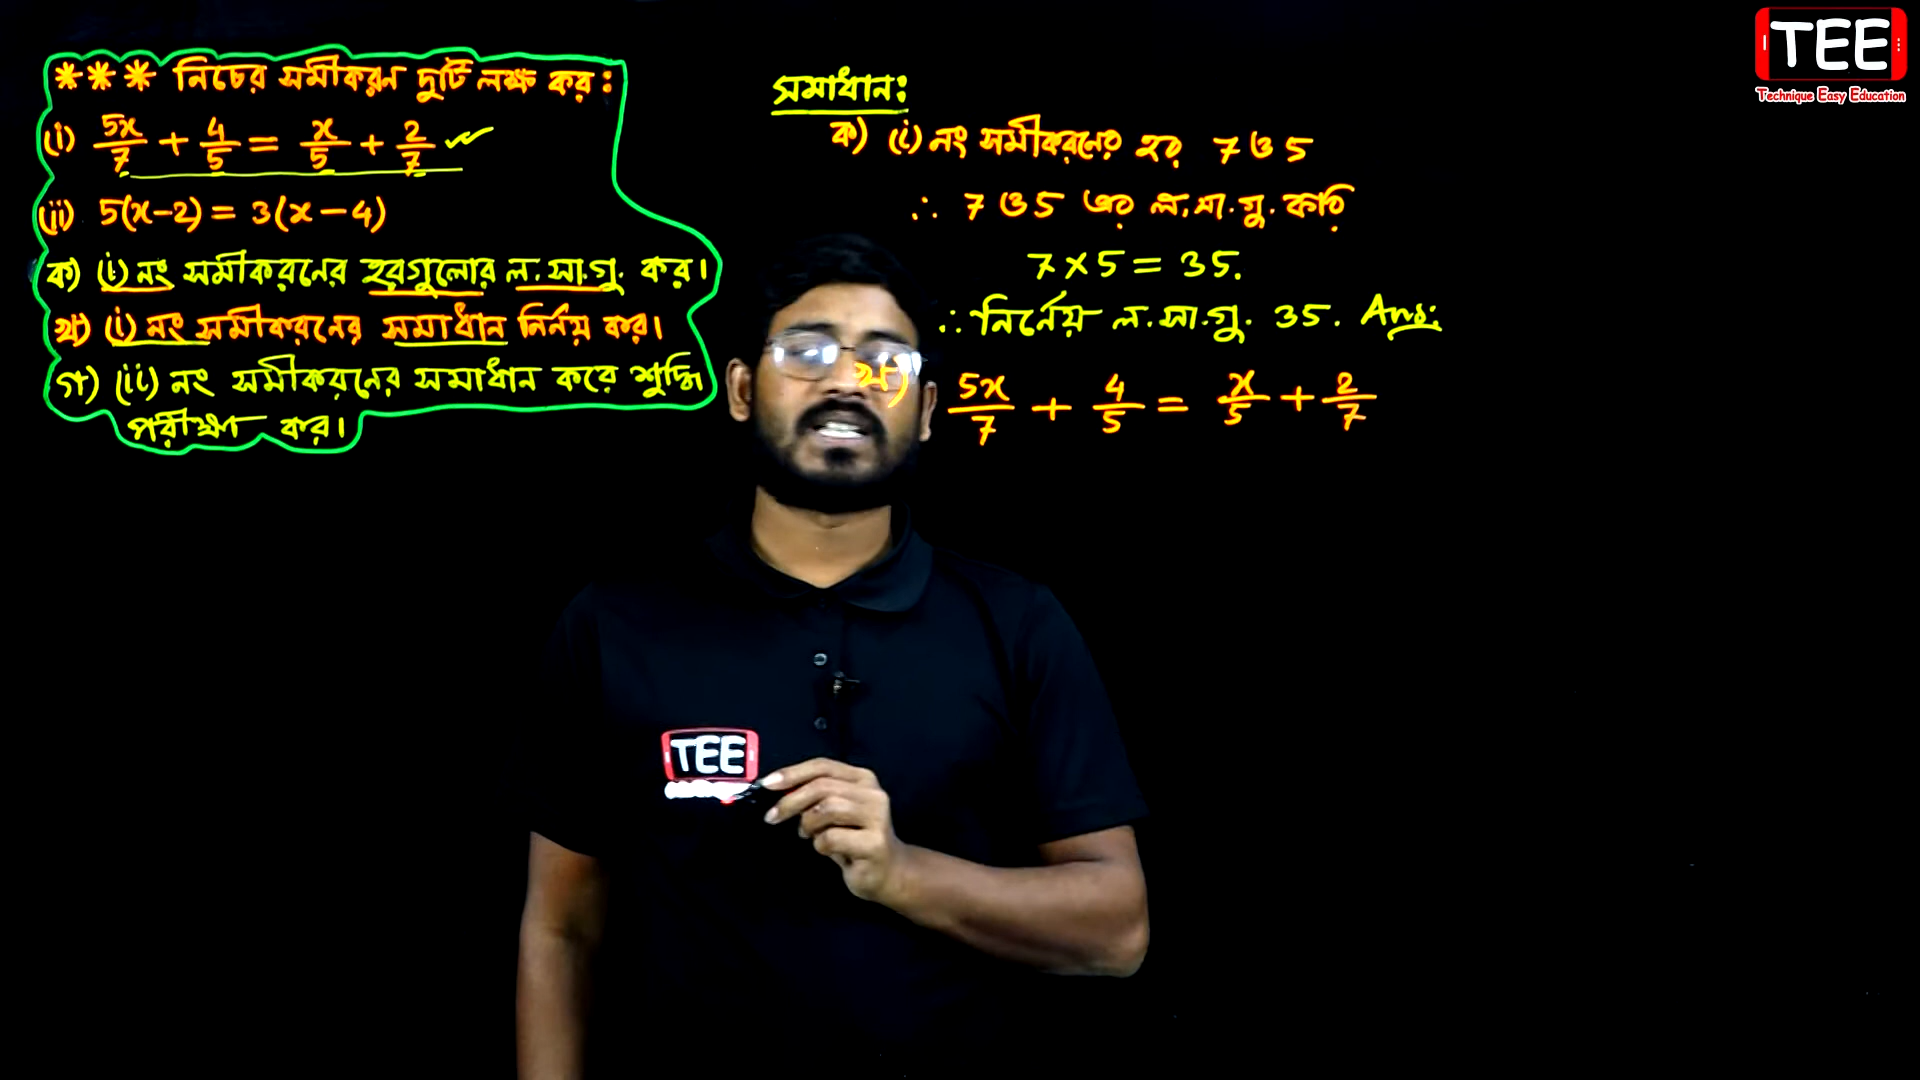 *** নিচের সমীকরণ দুটি লক্ষ কর:
(i) 5x/7 + 4/5 = x/5 + 2/7
(ii) 5(x-2) = 3(x-4)
ক) (i) নং সমীকরনের হরগুলোর ল.সা.গু. কর।
খ) (i) নং সমীকরনের সমাধান নির্নয় কর।
গ) (ii) নং সমীকরনের সমাধান করে শুদ্ধি
পরীক্ষা কর।
সমাধান:
ক) (i) নং সমীকরনের হর 7 ও 5
∴ 7 ও 5 এর ল.সা.গু. করি
7 × 5 = 35.
∴ নির্নেয় ল.সা.গু. 35. Ans:
খ) 5x/7 + 4/5 = x/5 + 2/7
TEE
Technique Easy Education
TEE